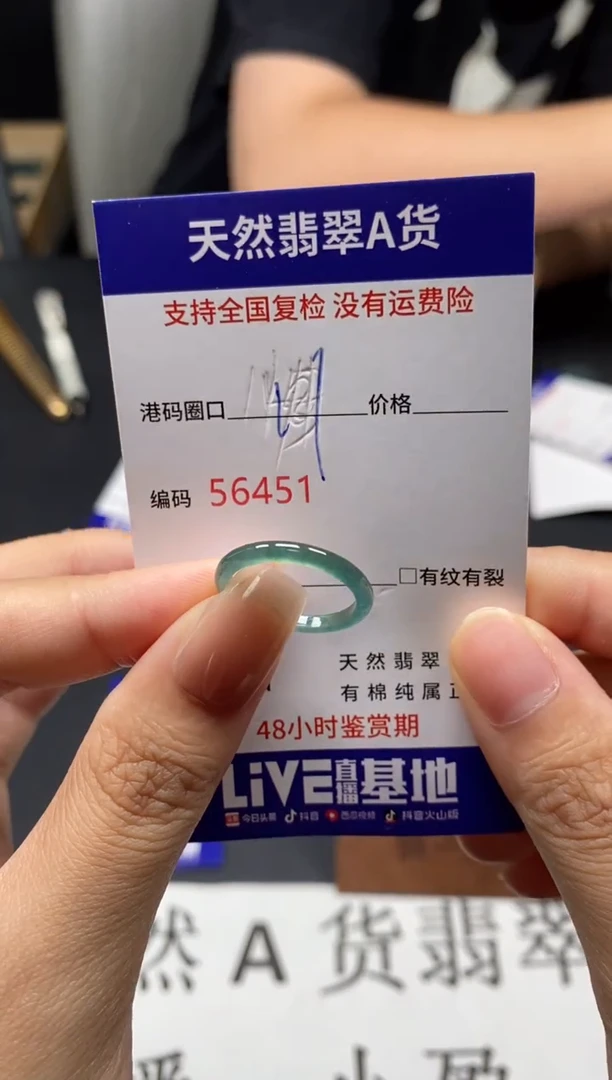 天然翡翠A货
支持全国复检 没有运费险
港码圈口 价格
编码 56451
□有纹有裂
天然翡翠
有棉纯属正
48小时鉴赏期
LiVE直播基地
今日头条 抖音 西瓜视频 抖音火山版
然 A 货翡翠